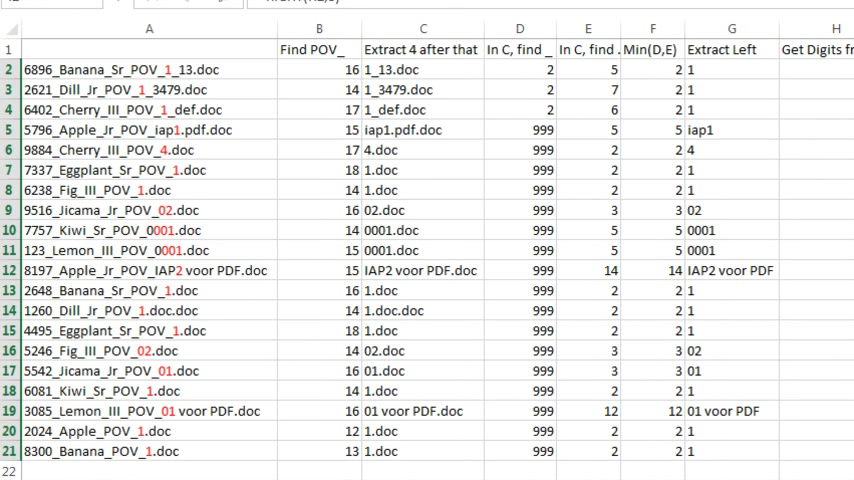 A B C D E F G H
1 Find POV_ Extract 4 after that In C, find _ In C, find . Min(D,E) Extract Left Get Digits fr
2 6896_Banana_Sr_POV_1_13.doc 16 1_13.doc 2 5 2 1
3 2621_Dill_Jr_POV_1_3479.doc 14 1_3479.doc 2 7 2 1
4 6402_Cherry_III_POV_1_def.doc 17 1_def.doc 2 6 2 1
5 5796_Apple_Jr_POV_iap1.pdf.doc 15 iap1.pdf.doc 999 5 5 iap1
6 9884_Cherry_III_POV_4.doc 17 4.doc 999 2 2 4
7 7337_Eggplant_Sr_POV_1.doc 18 1.doc 999 2 2 1
8 6238_Fig_III_POV_1.doc 14 1.doc 999 2 2 1
9 9516_Jicama_Jr_POV_02.doc 16 02.doc 999 3 3 02
10 7757_Kiwi_Sr_POV_0001.doc 14 0001.doc 999 5 5 0001
11 123_Lemon_III_POV_0001.doc 15 0001.doc 999 5 5 0001
12 8197_Apple_Jr_POV_IAP2 voor PDF.doc 15 IAP2 voor PDF.doc 999 14 14 IAP2 voor PDF
13 2648_Banana_Sr_POV_1.doc 16 1.doc 999 2 2 1
14 1260_Dill_Jr_POV_1.doc.doc 14 1.doc.doc 999 2 2 1
15 4495_Eggplant_Sr_POV_1.doc 18 1.doc 999 2 2 1
16 5246_Fig_III_POV_02.doc 14 02.doc 999 3 3 02
17 5542_Jicama_Jr_POV_01.doc 16 01.doc 999 3 3 01
18 6081_Kiwi_Sr_POV_1.doc 14 1.doc 999 2 2 1
19 3085_Lemon_III_POV_01 voor PDF.doc 16 01 voor PDF.doc 999 12 12 01 voor PDF
20 2024_Apple_POV_1.doc 12 1.doc 999 2 2 1
21 8300_Banana_POV_1.doc 13 1.doc 999 2 2 1
22